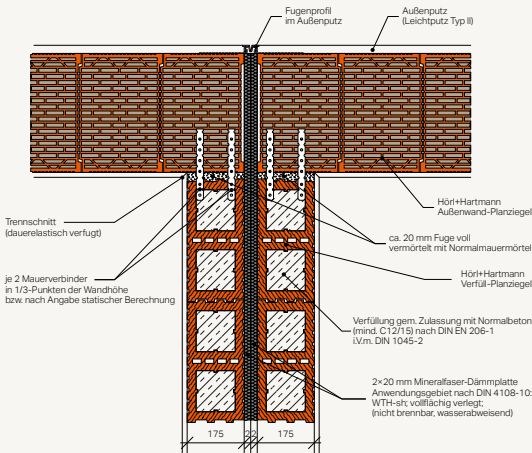 Fugenprofil
im Außenputz
Außenputz
(Leichtputz Typ II)
Hörl+Hartmann
Außenwand-Planziegel
Trennschnitt
(dauerelastisch verfugt)
ca. 20 mm Fuge voll
vermörtelt mit Normalmauermörtel
je 2 Mauerverbinder
in 1/3-Punkten der Wandhöhe
bzw. nach Angabe statischer Berechnung
Hörl+Hartmann
Verfüll-Planziegel
Verfüllung gem. Zulassung mit Normalbeton
(mind. C12/15) nach DIN EN 206-1
i.V.m. DIN 1045-2
2×20 mm Mineralfaser-Dämmplatte
Anwendungsgebiet nach DIN 4108-10:
WTH-sh; vollflächig verlegt;
(nicht brennbar, wasserabweisend)
175 22 175